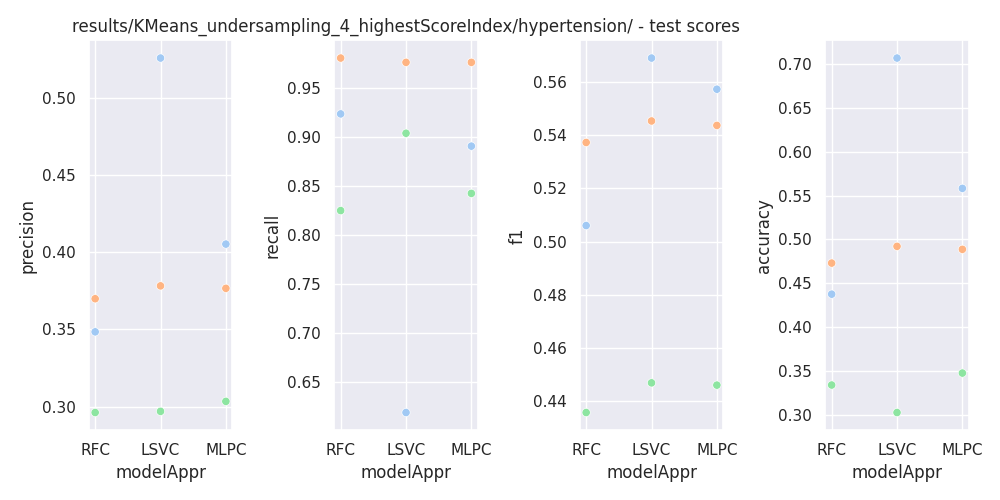 results/KMeans_undersampling_4_highestScoreIndex/hypertension/ - test scores
precision
0.50
0.45
0.40
0.35
0.30
RFC LSVC MLPC
modelAppr
recall
0.95
0.90
0.85
0.80
0.75
0.70
0.65
RFC LSVC MLPC
modelAppr
f1
0.56
0.54
0.52
0.50
0.48
0.46
0.44
RFC LSVC MLPC
modelAppr
accuracy
0.70
0.65
0.60
0.55
0.50
0.45
0.40
0.35
0.30
RFC LSVC MLPC
modelAppr